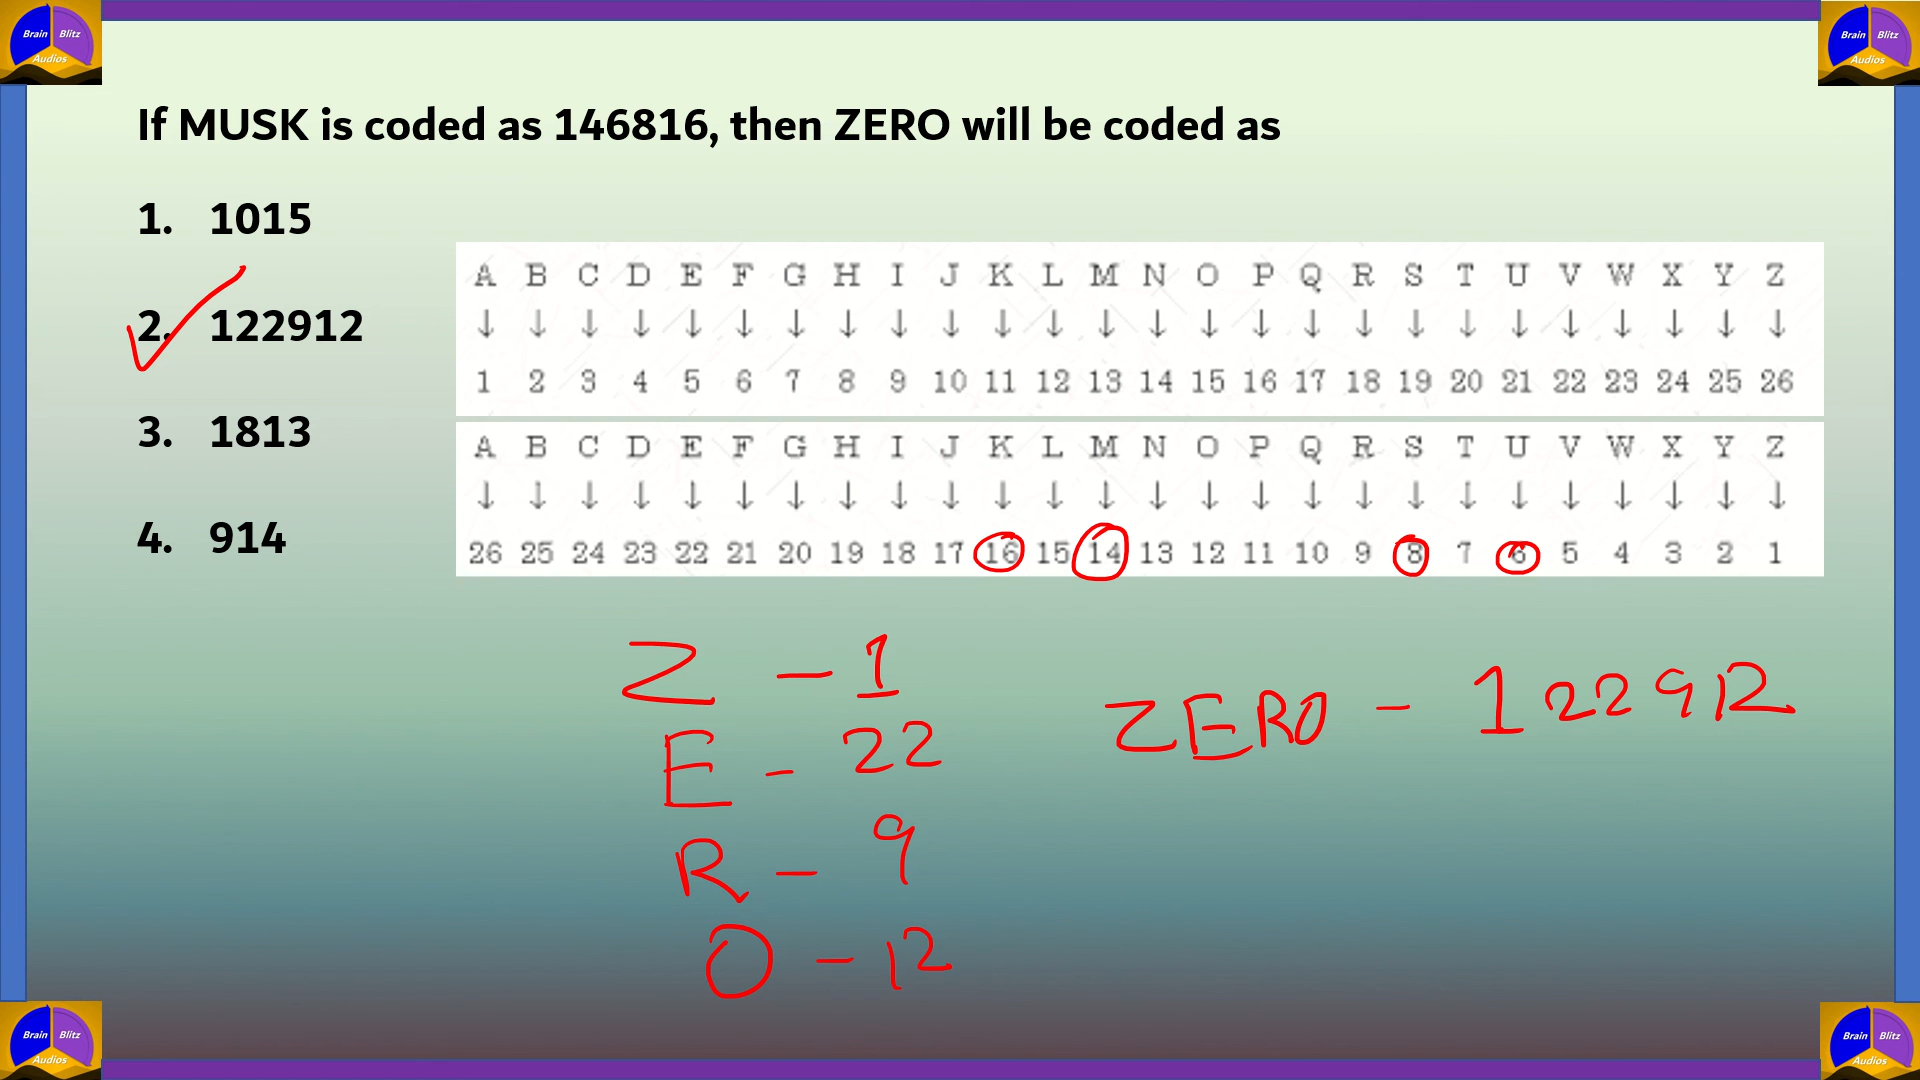 Brain Blitz
Audios
Brain Blitz
Audios
If MUSK is coded as 146816, then ZERO will be coded as
1. 1015
2. 122912
3. 1813
4. 914
A B C D E F G H I J K L M N O P Q R S T U V W X Y Z
↓ ↓ ↓ ↓ ↓ ↓ ↓ ↓ ↓ ↓ ↓ ↓ ↓ ↓ ↓ ↓ ↓ ↓ ↓ ↓ ↓ ↓ ↓ ↓ ↓ ↓
1 2 3 4 5 6 7 8 9 10 11 12 13 14 15 16 17 18 19 20 21 22 23 24 25 26
A B C D E F G H I J K L M N O P Q R S T U V W X Y Z
↓ ↓ ↓ ↓ ↓ ↓ ↓ ↓ ↓ ↓ ↓ ↓ ↓ ↓ ↓ ↓ ↓ ↓ ↓ ↓ ↓ ↓ ↓ ↓ ↓ ↓
26 25 24 23 22 21 20 19 18 17 16 15 14 13 12 11 10 9 8 7 6 5 4 3 2 1
Z - 1
E - 22
R - 9
O - 12
ZERO - 122912
Brain Blitz
Audios
Brain Blitz
Audios